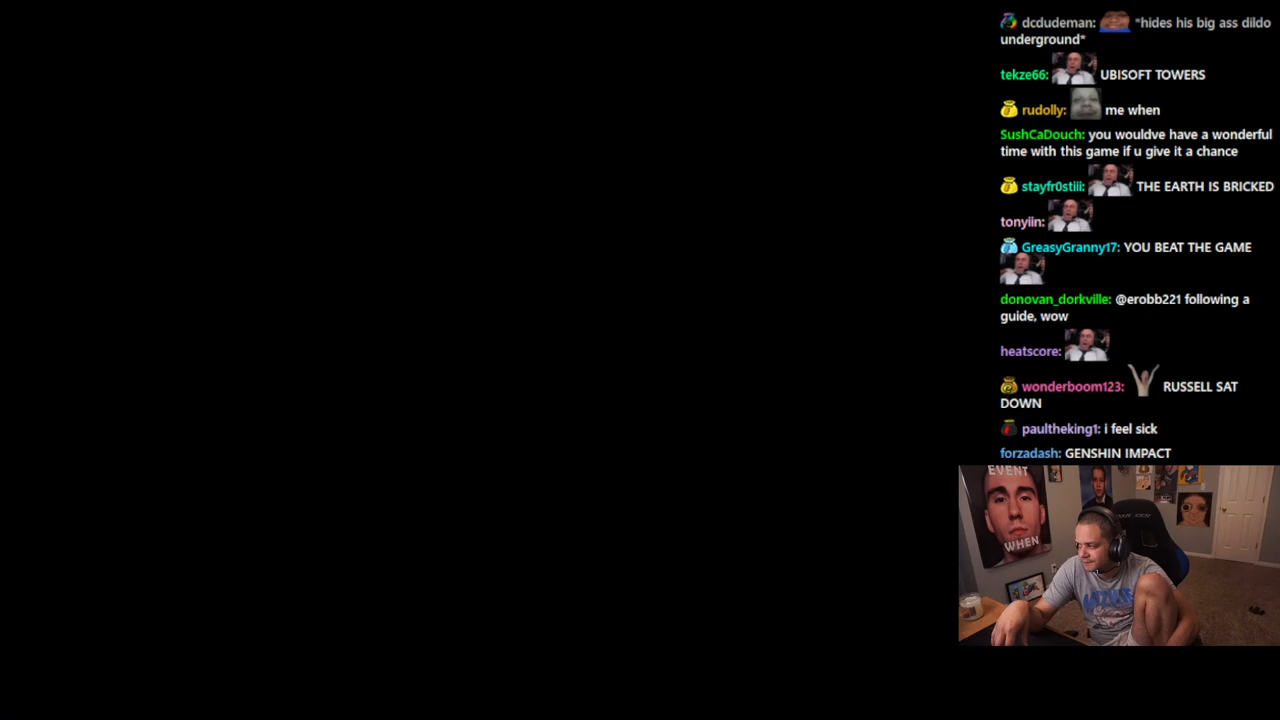 dcdudeman: *hides his big ass dildo
underground*
tekze66: UBISOFT TOWERS
rudolly: me when
SushCaDouch: you wouldve have a wonderful
time with this game if u give it a chance
stayfr0stiii: THE EARTH IS BRICKED
tonyiin:
GreasyGranny17: YOU BEAT THE GAME
donovan_dorkville: @erobb221 following a
guide, wow
heatscore:
wonderboom123: RUSSELL SAT
DOWN
paultheking1: i feel sick
forzadash: GENSHIN IMPACT
EVENT
WHEN